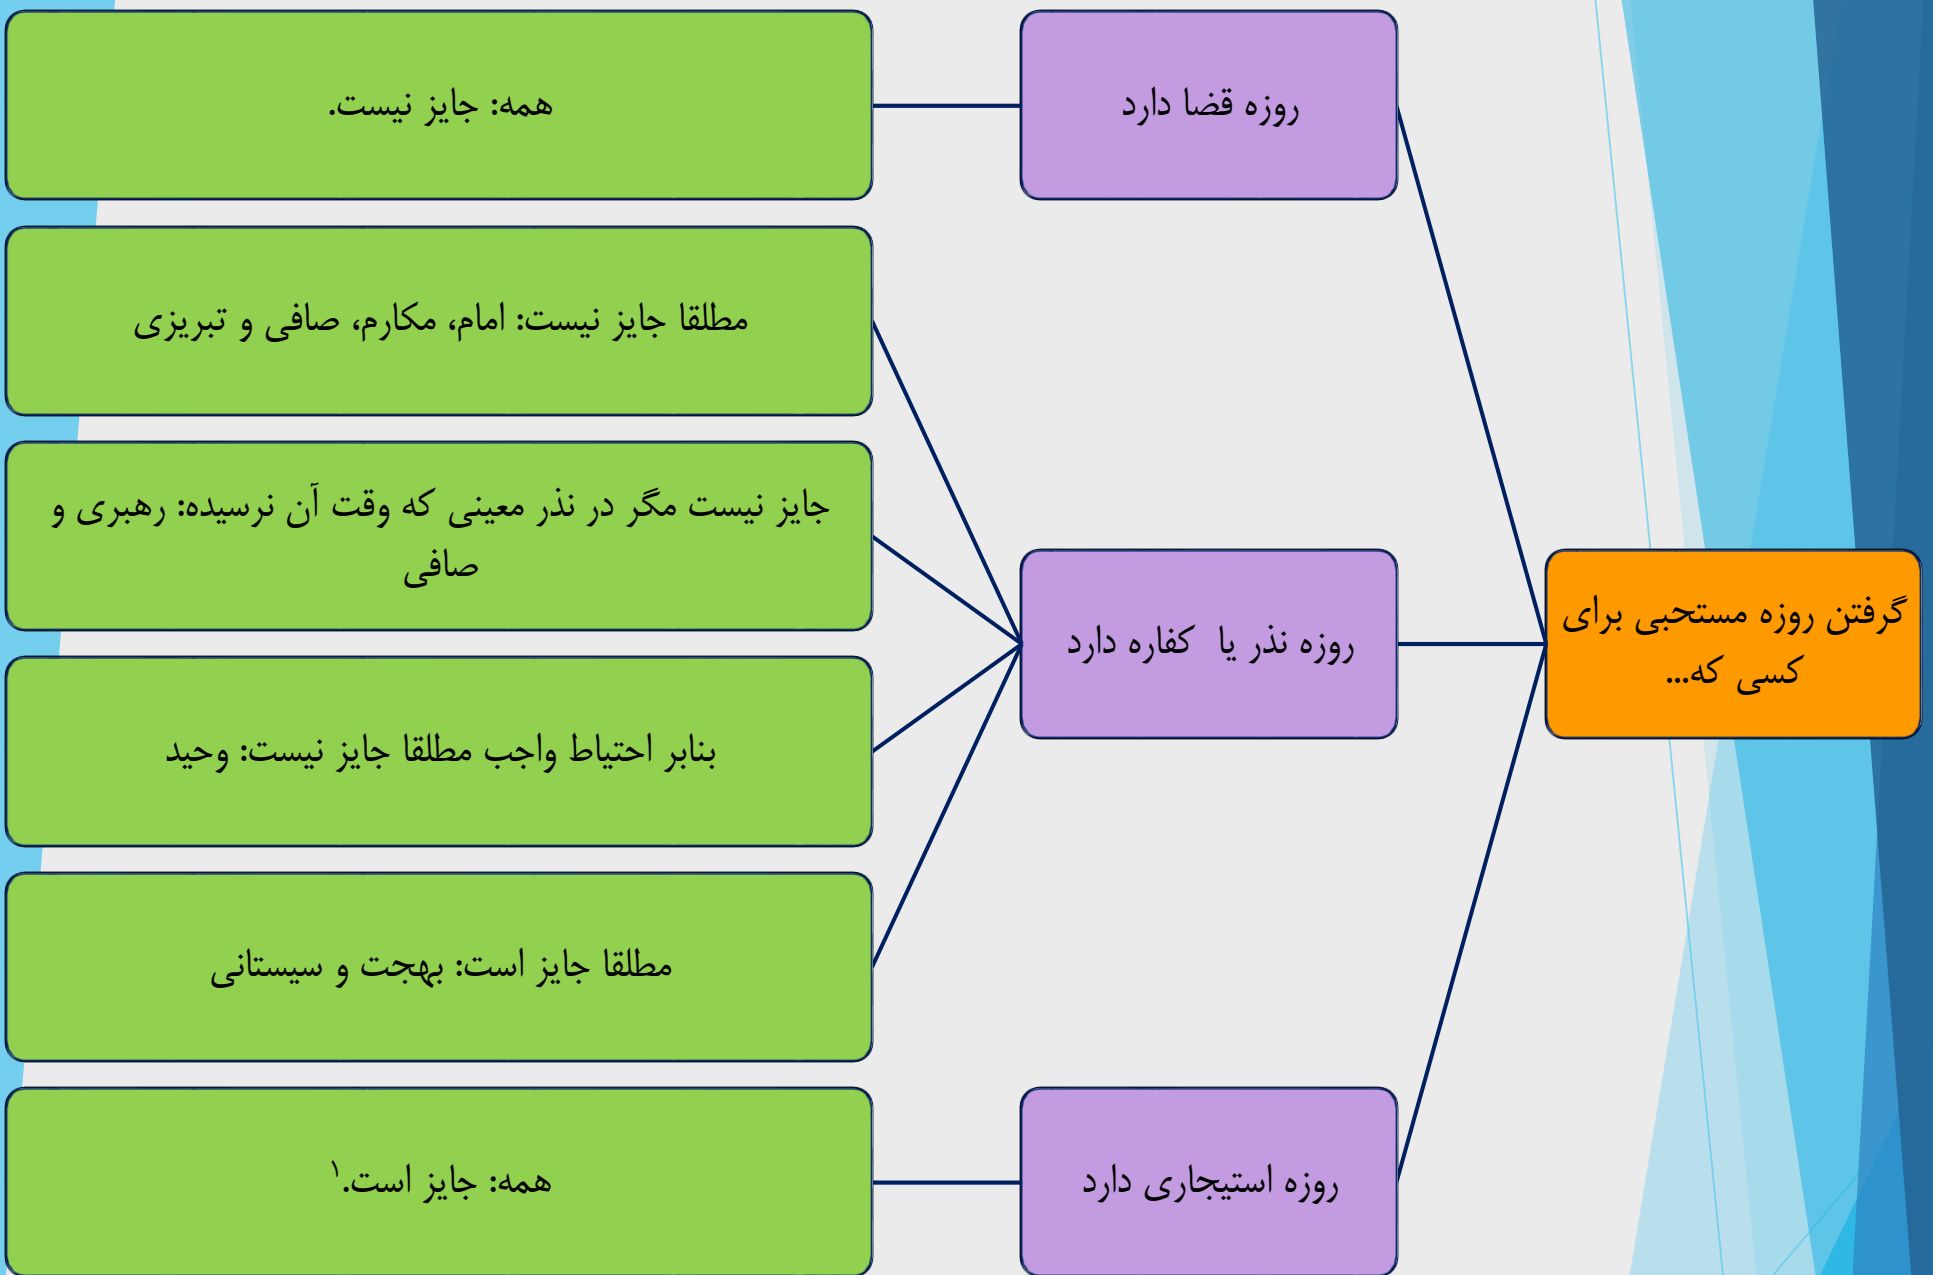 گرفتن روزه مستحبی برای
کسی که...
روزه قضا دارد
همه: جایز نیست.
روزه نذر یا کفاره دارد
مطلقا جایز نیست: امام، مکارم، صافی و تبریزی
جایز نیست مگر در نذر معینی که وقت آن نرسیده: رهبری و
صافی
بنابر احتیاط واجب مطلقا جایز نیست: وحید
مطلقا جایز است: بهجت و سیستانی
روزه استیجاری دارد
همه: جایز است.۱